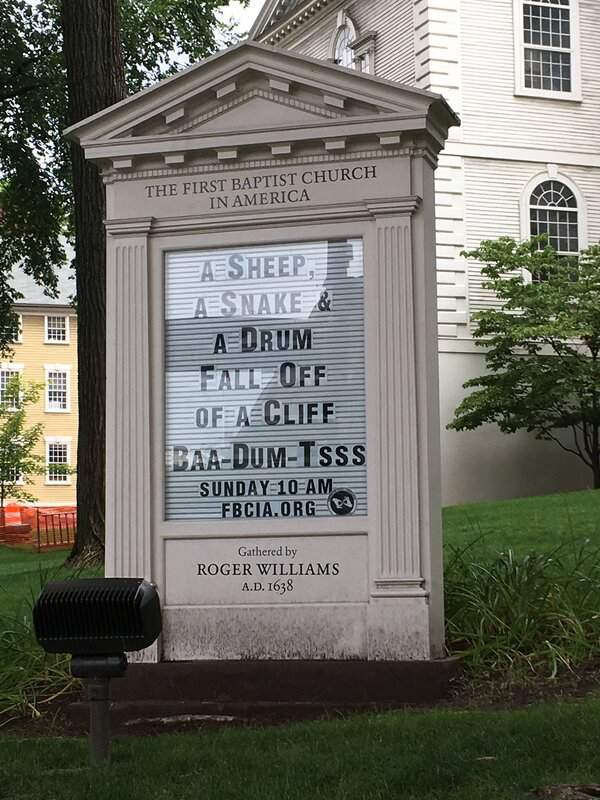 THE FIRST BAPTIST CHURCH
IN AMERICA
A SHEEP,
A SNAKE &
A DRUM
FALL OFF
OF A CLIFF
BAA-DUM-TSSS
SUNDAY 10 AM
FBCIA.ORG
Gathered by
ROGER WILLIAMS
A.D. 1638